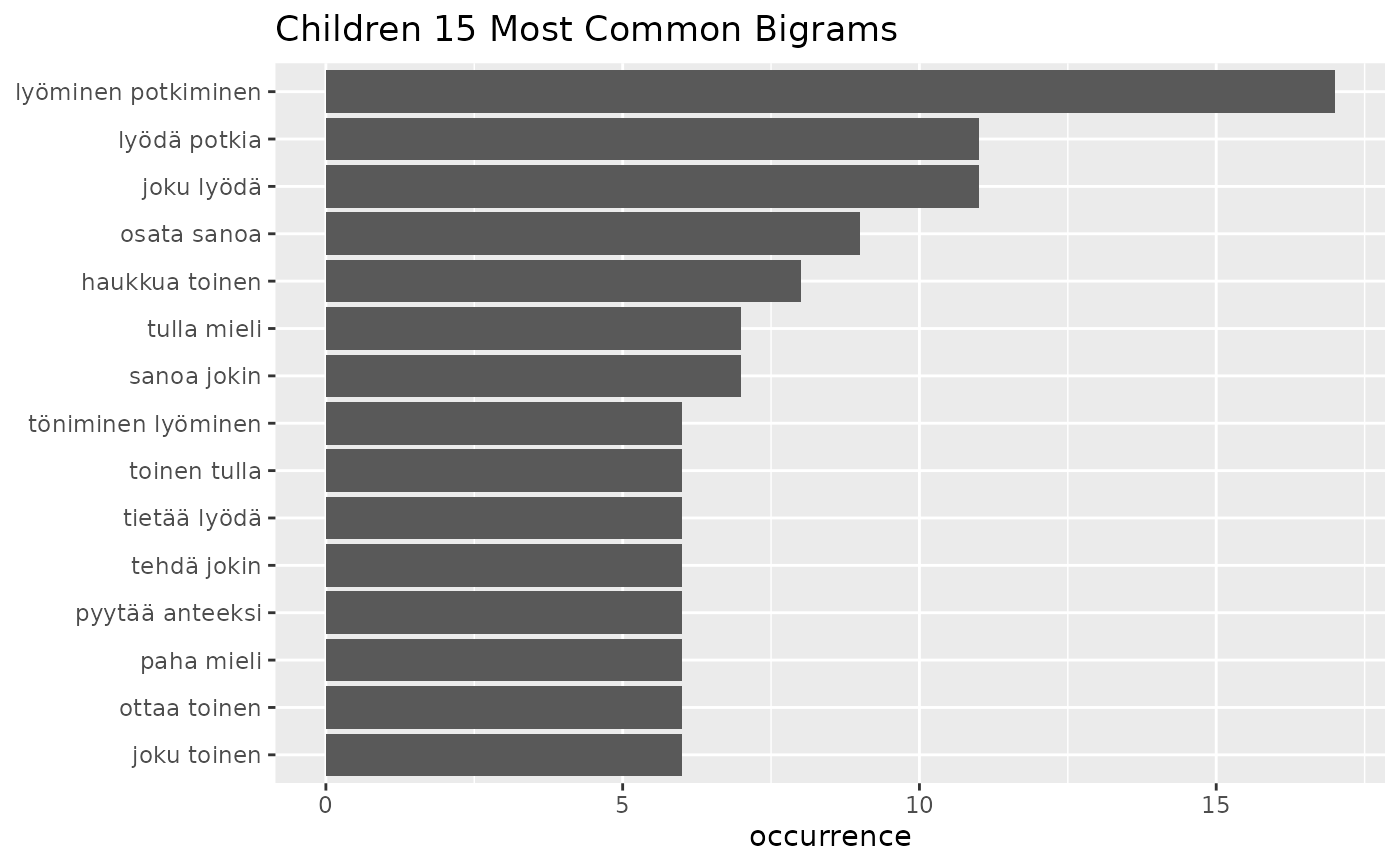 Children 15 Most Common Bigrams
lyöminen potkiminen
lyödä potkia
joku lyödä
osata sanoa
haukkua toinen
tulla mieli
sanoa jokin
töniminen lyöminen
toinen tulla
tietää lyödä
tehdä jokin
pyytää anteeksi
paha mieli
ottaa toinen
joku toinen
0 5 10 15
occurrence